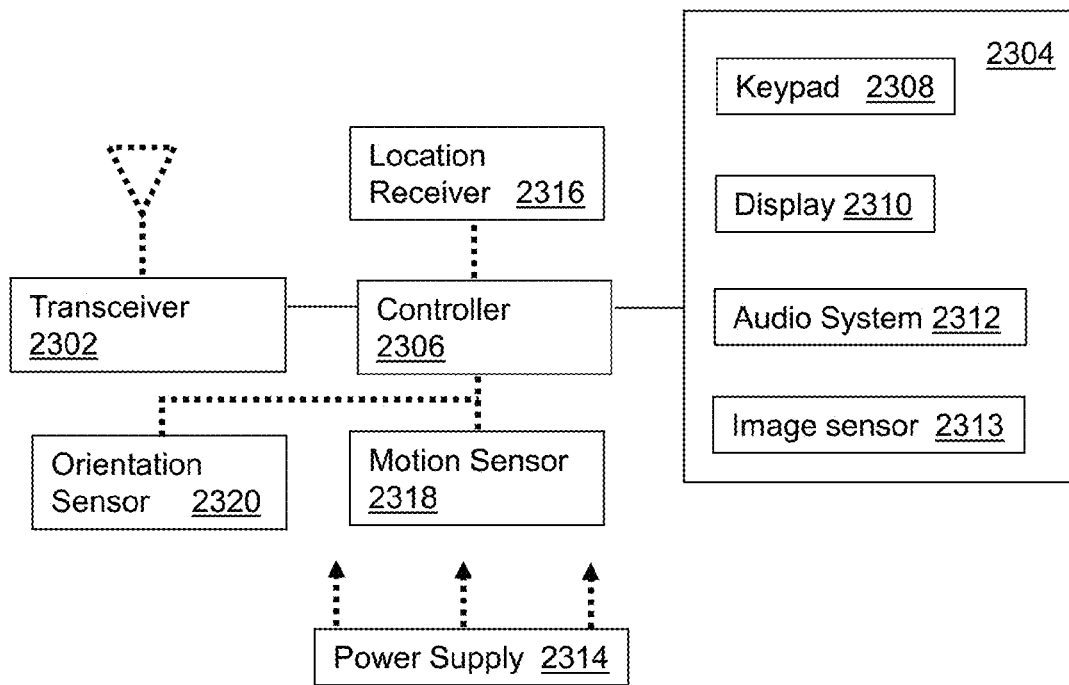 2304
Keypad 2308
Location
Receiver 2316
Display 2310
Transceiver
2302
Controller
2306
Audio System 2312
Image sensor 2313
Orientation
Sensor 2320
Motion Sensor
2318
Power Supply 2314